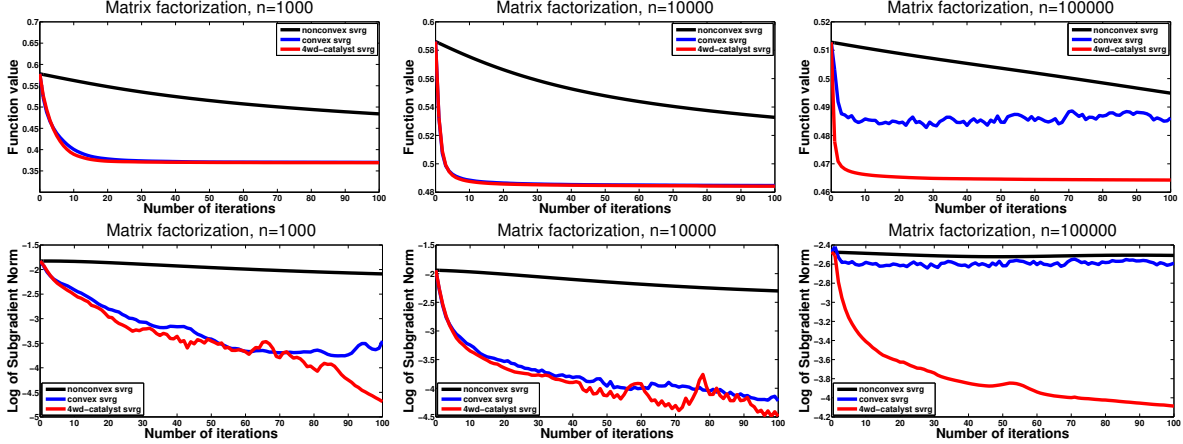 Matrix factorization, n=1000
Function value
0.7
0.65
0.6
0.55
0.5
0.45
0.4
0.35
nonconvex svrg
convex svrg
4wd-catalyst svrg
0 10 20 30 40 50 60 70 80 90 100
Number of iterations
Matrix factorization, n=10000
Function value
0.6
0.58
0.56
0.54
0.52
0.5
0.48
nonconvex svrg
convex svrg
4wd-catalyst svrg
0 10 20 30 40 50 60 70 80 90 100
Number of iterations
Matrix factorization, n=100000
Function value
0.52
0.51
0.5
0.49
0.48
0.47
0.46
nonconvex svrg
convex svrg
4wd-catalyst svrg
0 10 20 30 40 50 60 70 80 90 100
Number of iterations
Matrix factorization, n=1000
Log of Subgradient Norm
-1.5
-2
-2.5
-3
-3.5
-4
-4.5
-5
nonconvex svrg
convex svrg
4wd-catalyst svrg
0 10 20 30 40 50 60 70 80 90 100
Number of iterations
Matrix factorization, n=10000
Log of Subgradient Norm
-1.5
-2
-2.5
-3
-3.5
-4
-4.5
nonconvex svrg
convex svrg
4wd-catalyst svrg
0 20 40 60 80 100
Number of iterations
Matrix factorization, n=100000
Log of Subgradient Norm
-2.4
-2.6
-2.8
-3
-3.2
-3.4
-3.6
-3.8
-4
-4.2
nonconvex svrg
convex svrg
4wd-catalyst svrg
0 10 20 30 40 50 60 70 80 90 100
Number of iterations